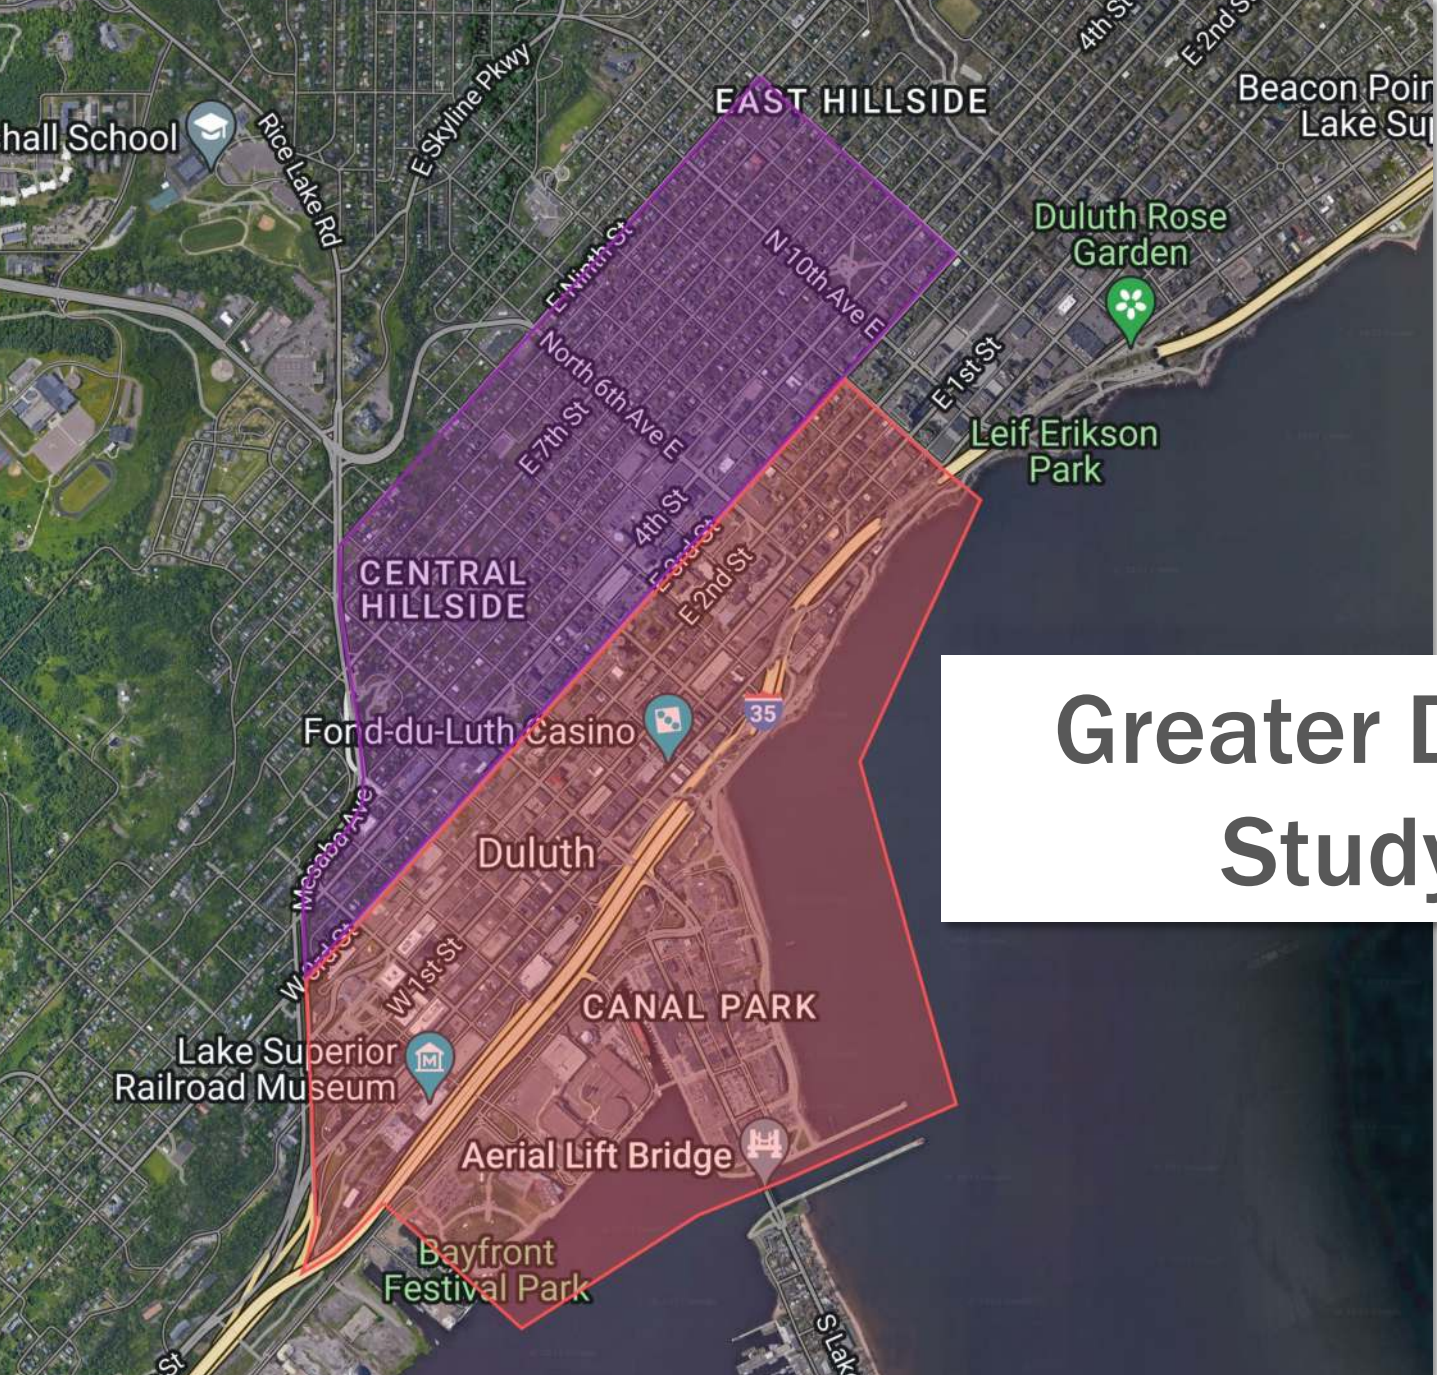 4th St
E 2nd St
EAST HILLSIDE
Beacon Poin
Lake Sup
hall School
Rice Lake Rd
E Skyline Pkwy
Duluth Rose
Garden
E Ninth St
N 10th Ave E
North 6th Ave E
E 1st St
E 7th St
Leif Erikson
Park
4th St
E 3rd St
E 2nd St
CENTRAL
HILLSIDE
Fond-du-Luth Casino
35
Greater D
Study
Mesaba Ave
Duluth
W 3rd St
W 1st St
CANAL PARK
Lake Superior
Railroad Museum
M
Aerial Lift Bridge
Bayfront
Festival Park
S Lak
St